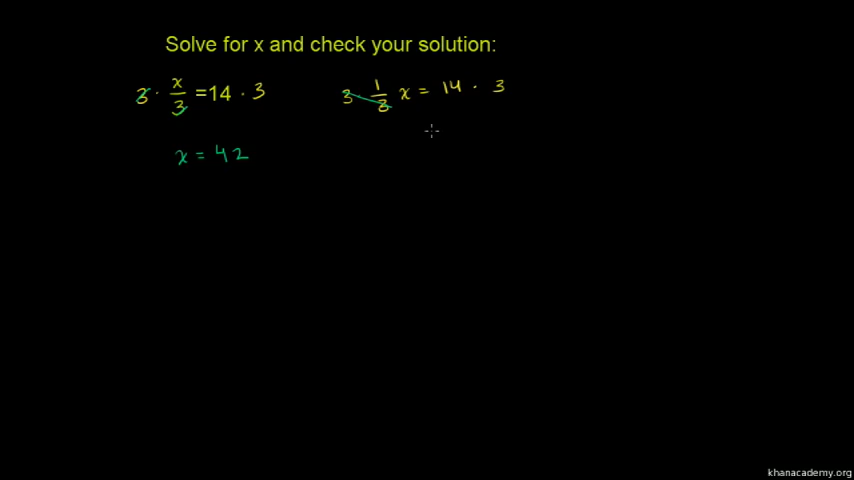 Solve for x and check your solution:
3 · x/3 = 14 · 3
3 · 1/3 x = 14 · 3
x = 42
khanacademy.org